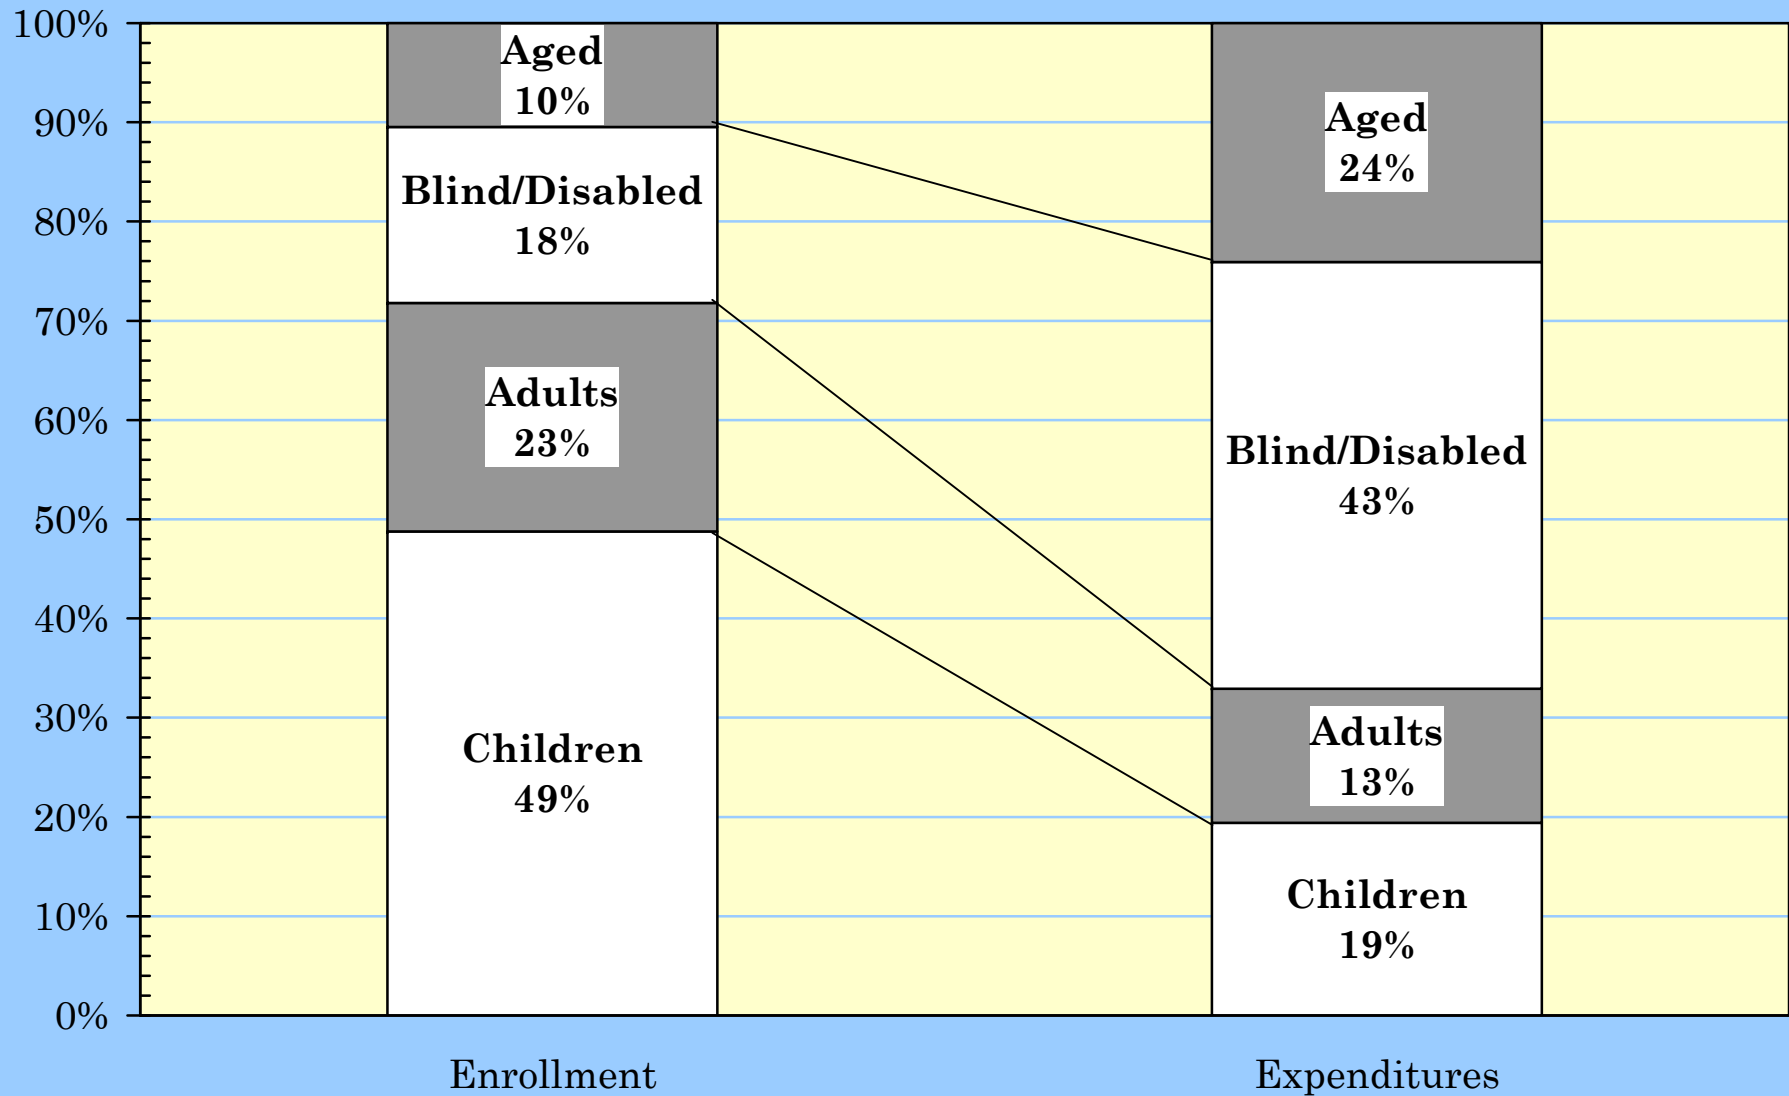 100%
90%
80%
70%
60%
50%
40%
30%
20%
10%
0%
Aged
10%
Blind/Disabled
18%
Adults
23%
Children
49%
Aged
24%
Blind/Disabled
43%
Adults
13%
Children
19%
Enrollment
Expenditures